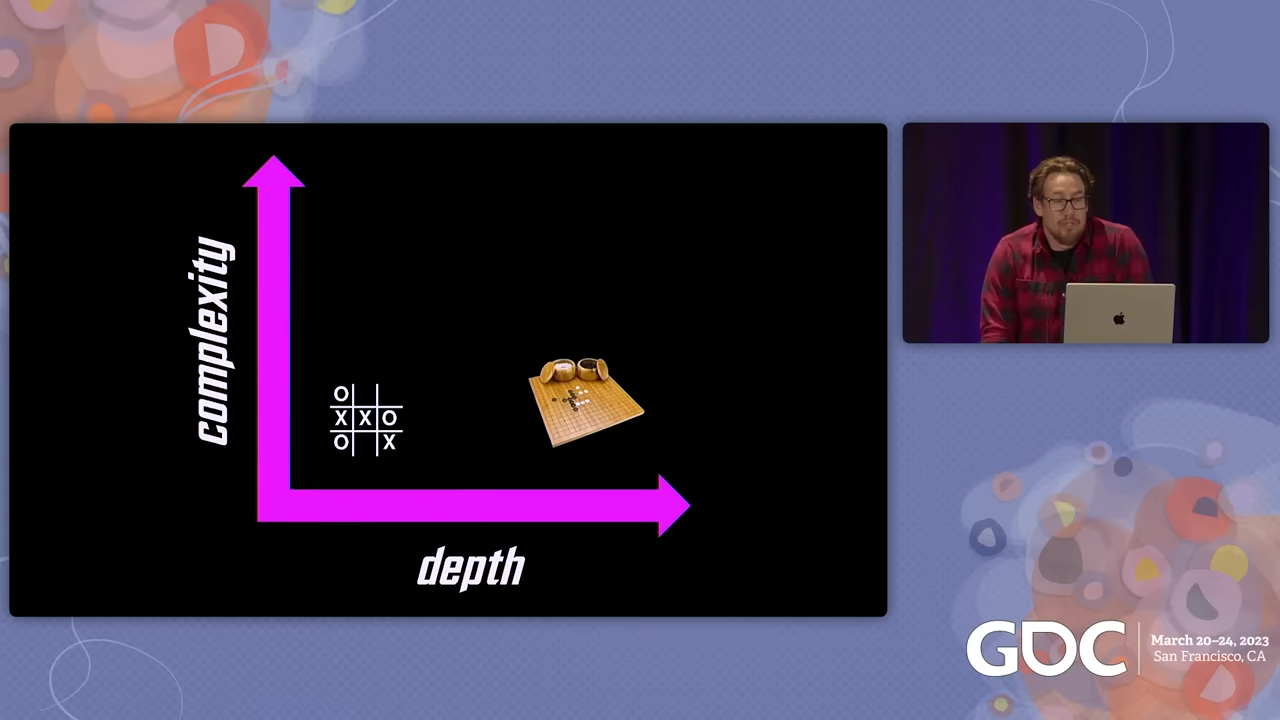 complexity
O
X X O
O X
depth
GDC
March 20–24, 2023
San Francisco, CA